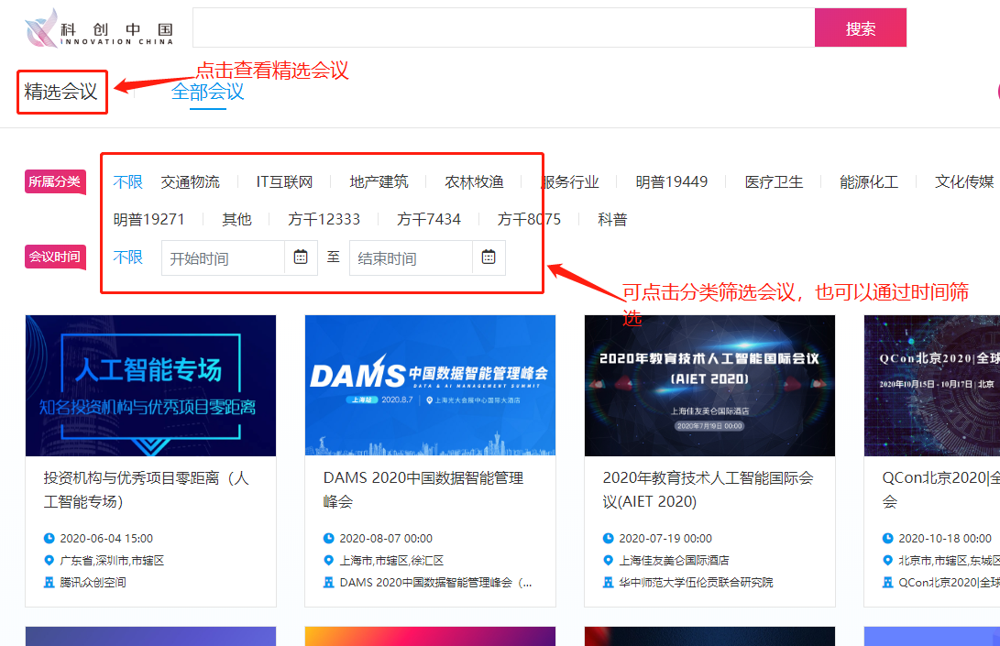 科创中国
INNOVATION CHINA
搜索
点击查看精选会议
精选会议 全部会议
所属分类 不限 交通物流 IT互联网 地产建筑 农林牧渔 服务行业 明普19449 医疗卫生 能源化工 文化传媒
明普19271 其他 方千12333 方千7434 方千8075 科普
会议时间 不限 开始时间 至 结束时间
可点击分类筛选会议，也可以通过时间筛
选
人工智能专场
知名投资机构与优秀项目零距离
DAMS 中国数据智能管理峰会
DATA & AI MANAGEMENT SUMMIT
上海站 2020.8.7 上海光大会展中心国际大酒店
2020年教育技术人工智能国际会议
(AIET 2020)
上海佳友美仑国际酒店
2020年7月19日 00:00
QCon北京2020|全球
2020年10月15日 - 10月17日 | 北京
投资机构与优秀项目零距离（人
工智能专场）
2020-06-04 15:00
广东省,深圳市,市辖区
腾讯众创空间
DAMS 2020中国数据智能管理
峰会
2020-08-07 00:00
上海市,市辖区,徐汇区
DAMS 2020中国数据智能管理峰会（...
2020年教育技术人工智能国际会
议(AIET 2020)
2020-07-19 00:00
上海佳友美仑国际酒店
华中师范大学伍伦贡联合研究院
QCon北京2020|全
会
2020-10-18 00:00
北京市,市辖区,东城区
QCon北京2020|全球